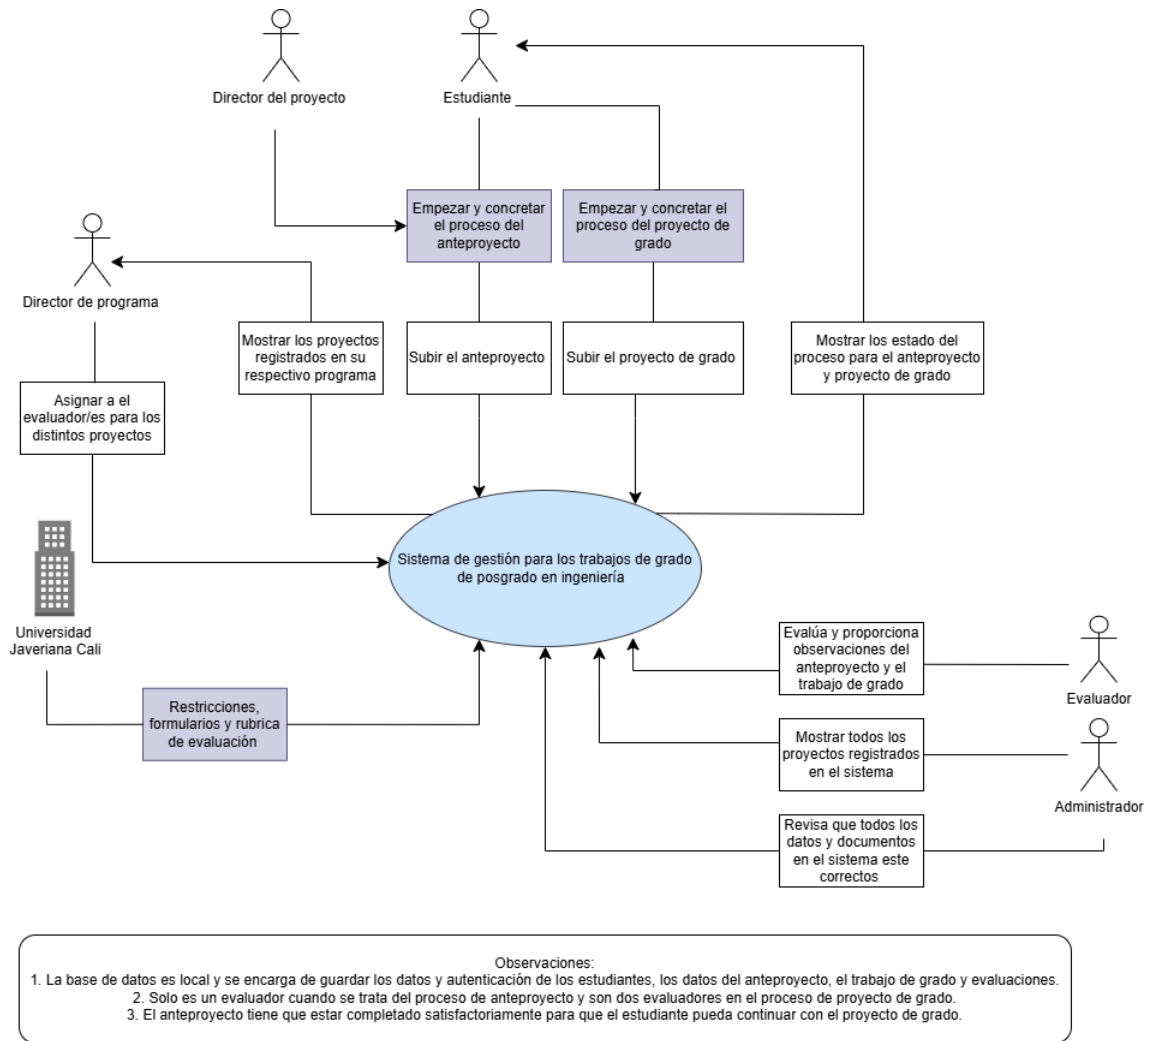 Director del proyecto
Estudiante
Empezar y concretar
el proceso del
anteproyecto
Empezar y concretar el
proceso del proyecto de
grado
Director de programa
Mostrar los proyectos
registrados en su
respectivo programa
Subir el anteproyecto
Subir el proyecto de grado
Mostrar los estado del
proceso para el anteproyecto
y proyecto de grado
Asignar a el
evaluador/es para los
distintos proyectos
Sistema de gestión para los trabajos de grado
de posgrado en ingeniería
Universidad
Javeriana Cali
Restricciones,
formularios y rubrica
de evaluación
Evalúa y proporciona
observaciones del
anteproyecto y el
trabajo de grado
Evaluador
Mostrar todos los
proyectos registrados
en el sistema
Administrador
Revisa que todos los
datos y documentos
en el sistema este
correctos
Observaciones:
1. La base de datos es local y se encarga de guardar los datos y autenticación de los estudiantes, los datos del anteproyecto, el trabajo de grado y evaluaciones.
2. Solo es un evaluador cuando se trata del proceso de anteproyecto y son dos evaluadores en el proceso de proyecto de grado.
3. El anteproyecto tiene que estar completado satisfactoriamente para que el estudiante pueda continuar con el proyecto de grado.